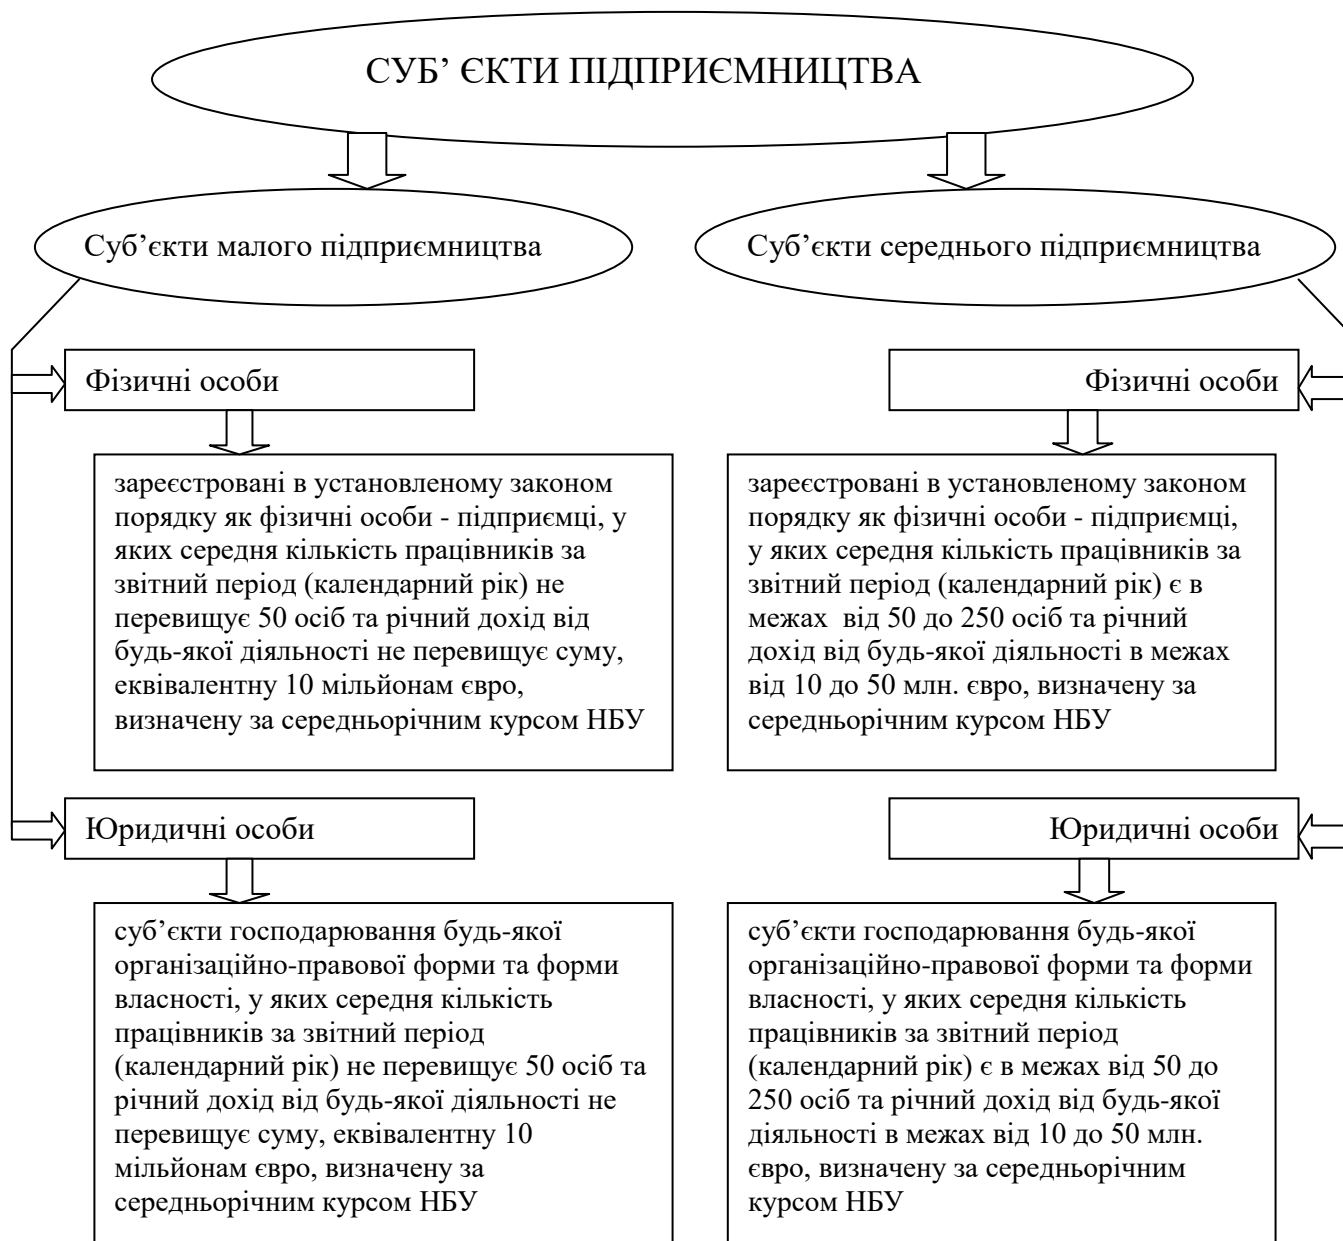 СУБ’ ЄКТИ ПІДПРИЄМНИЦТВА
Суб’єкти малого підприємництва
Суб’єкти середнього підприємництва
Фізичні особи
Фізичні особи
зареєстровані в установленому законом
порядку як фізичні особи - підприємці, у
яких середня кількість працівників за
звітний період (календарний рік) не
перевищує 50 осіб та річний дохід від
будь-якої діяльності не перевищує суму,
еквівалентну 10 мільйонам євро,
визначену за середньорічним курсом НБУ
зареєстровані в установленому законом
порядку як фізичні особи - підприємці,
у яких середня кількість працівників за
звітний період (календарний рік) є в
межах від 50 до 250 осіб та річний
дохід від будь-якої діяльності в межах
від 10 до 50 млн. євро, визначену за
середньорічним курсом НБУ
Юридичні особи
Юридичні особи
суб’єкти господарювання будь-якої
організаційно-правової форми та форми
власності, у яких середня кількість
працівників за звітний період
(календарний рік) не перевищує 50 осіб та
річний дохід від будь-якої діяльності не
перевищує суму, еквівалентну 10
мільйонам євро, визначену за
середньорічним курсом НБУ
суб’єкти господарювання будь-якої
організаційно-правової форми та форми
власності, у яких середня кількість
працівників за звітний період
(календарний рік) є в межах від 50 до
250 осіб та річний дохід від будь-якої
діяльності в межах від 10 до 50 млн.
євро, визначену за середньорічним
курсом НБУ